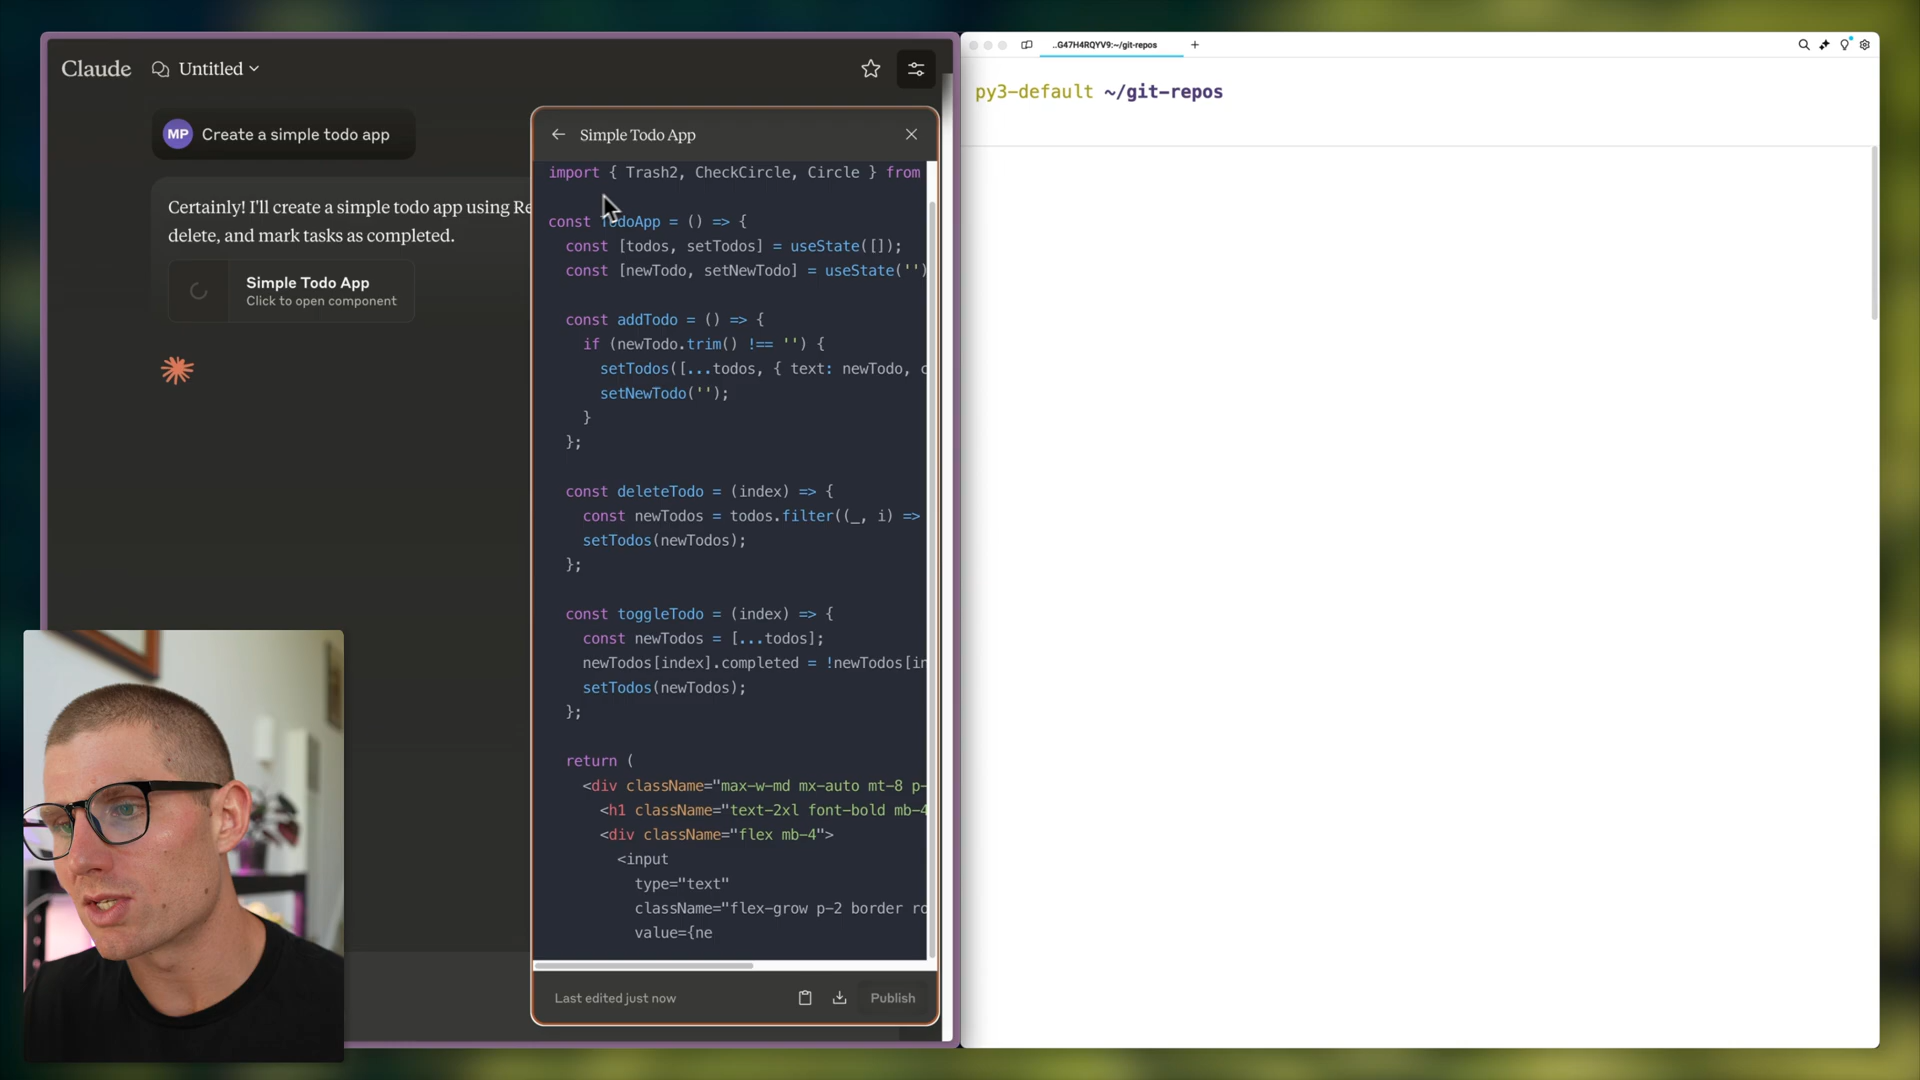 Claude
Untitled
MP
Create a simple todo app
Certainly! I'll create a simple todo app using Re
delete, and mark tasks as completed.
Simple Todo App
Click to open component
Simple Todo App
import { Trash2, CheckCircle, Circle } from
const TodoApp = () => {
const [todos, setTodos] = useState([]);
const [newTodo, setNewTodo] = useState('')
const addTodo = () => {
if (newTodo.trim() !== '') {
setTodos([...todos, { text: newTodo, c
setNewTodo('');
}
};
const deleteTodo = (index) => {
const newTodos = todos.filter((_, i) =>
setTodos(newTodos);
};
const toggleTodo = (index) => {
const newTodos = [...todos];
newTodos[index].completed = !newTodos[in
setTodos(newTodos);
};
return (
<div className="max-w-md mx-auto mt-8 p-
<h1 className="text-2xl font-bold mb-4
<div className="flex mb-4">
<input
type="text"
className="flex-grow p-2 border ro
value={ne
Last edited just now
Publish
..G47H4RQYV9:~/git-repos
py3-default ~/git-repos